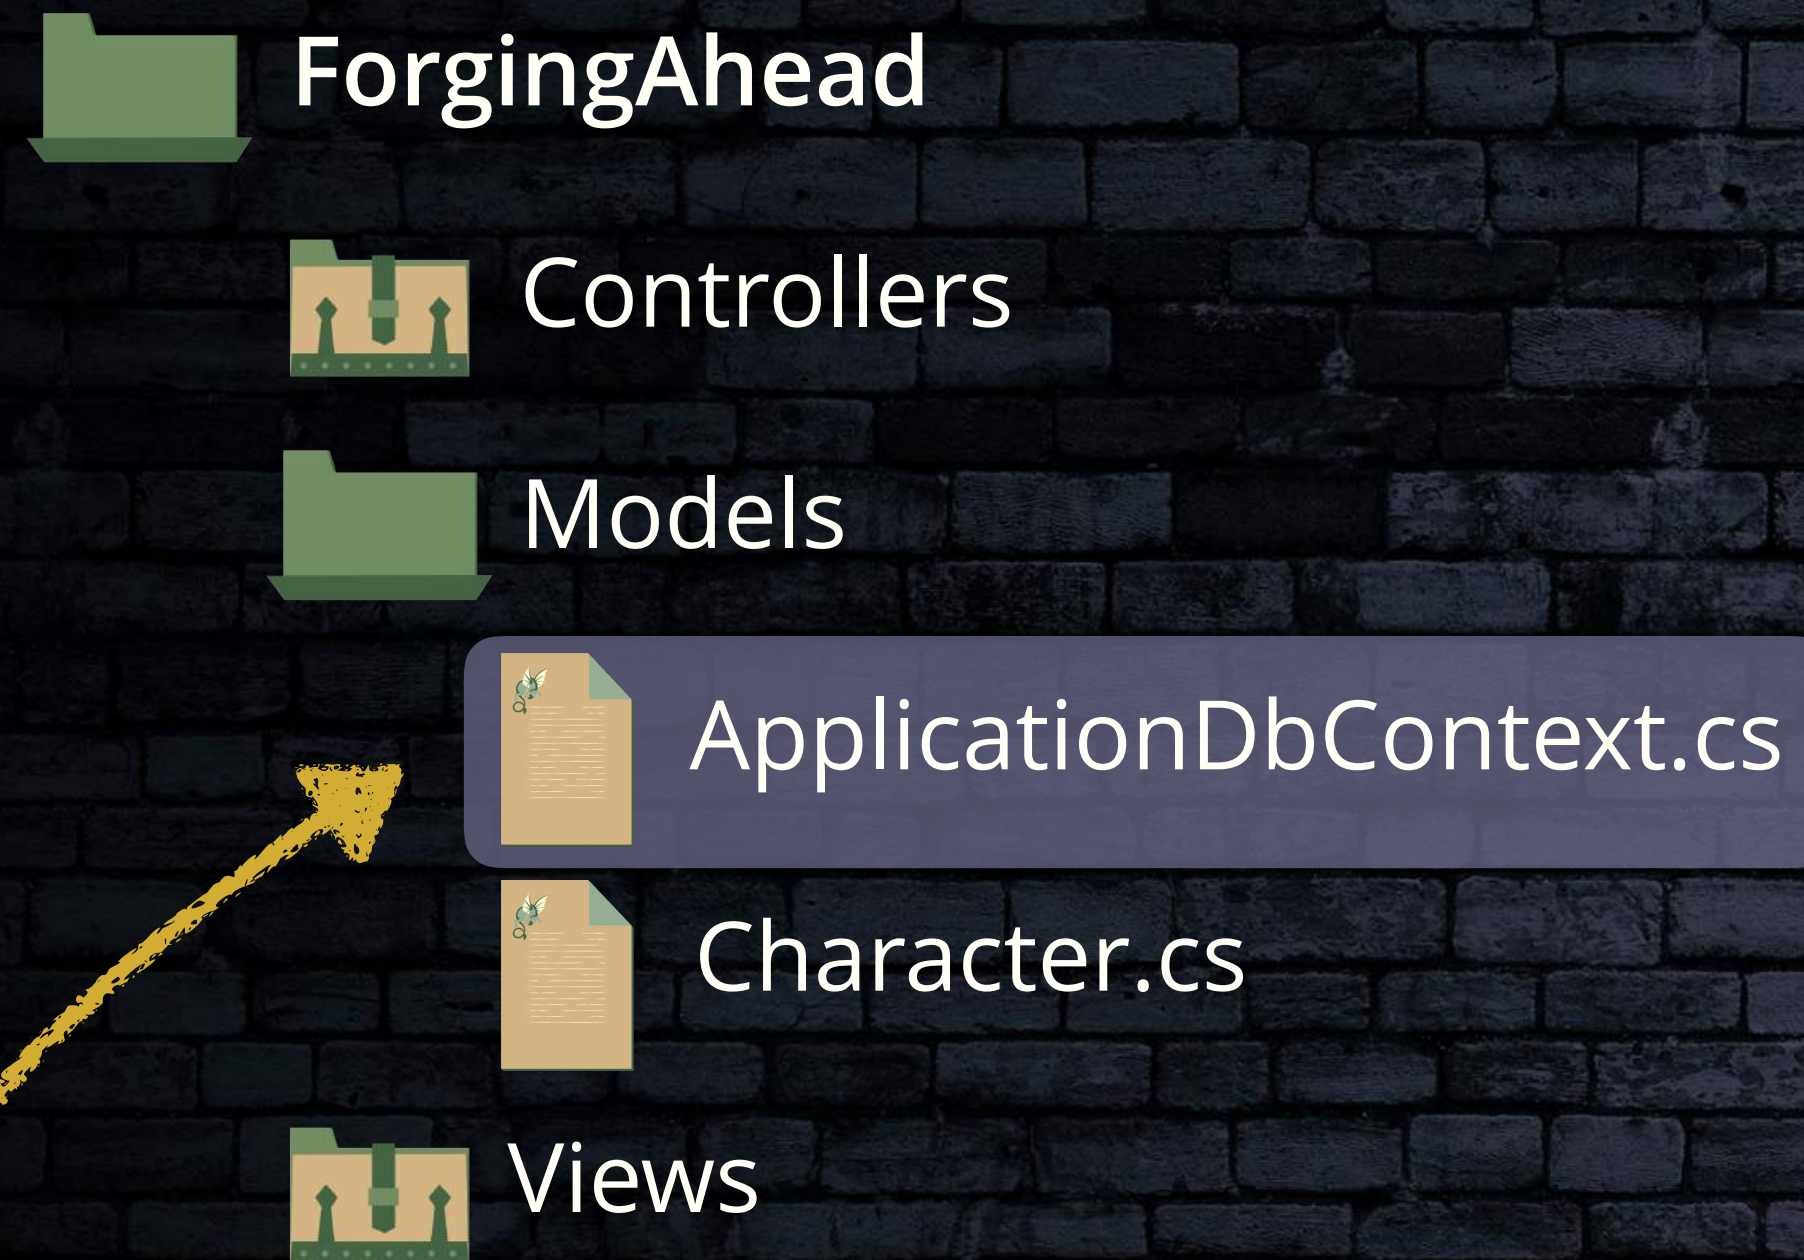 ForgingAhead
Controllers
Models
ApplicationDbContext.cs
Character.cs
Views